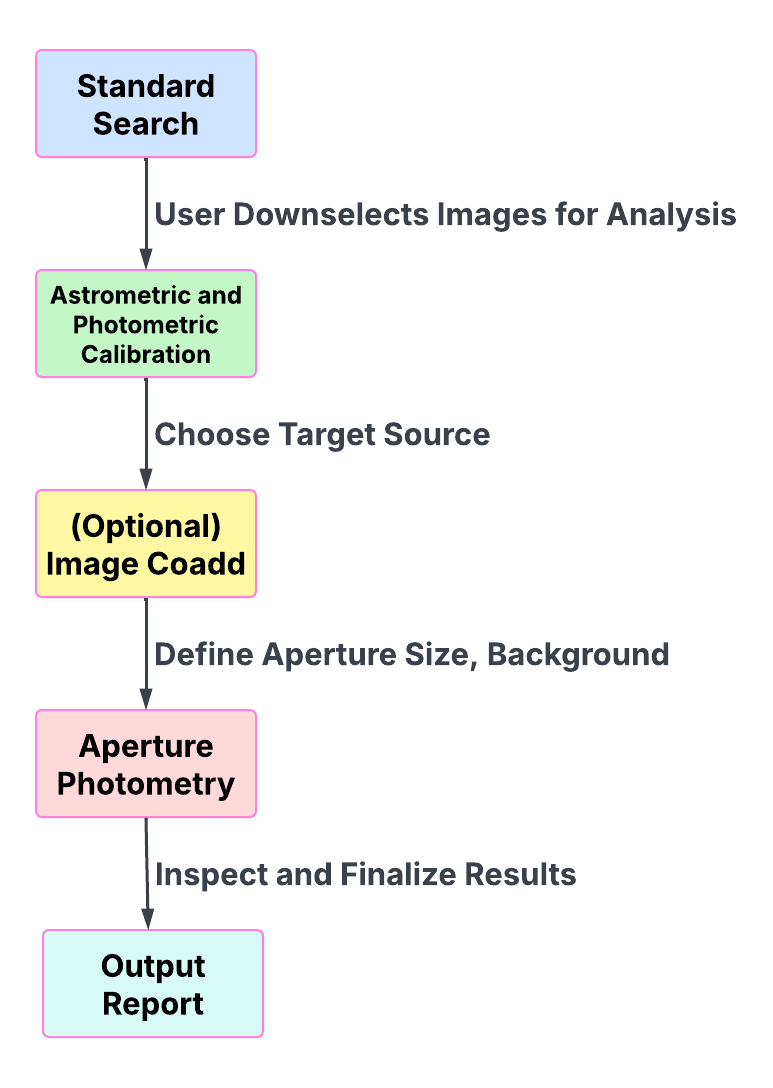 Standard
Search
User Downselects Images for Analysis
Astrometric and
Photometric
Calibration
Choose Target Source
(Optional)
Image Coadd
Define Aperture Size, Background
Aperture
Photometry
Inspect and Finalize Results
Output
Report